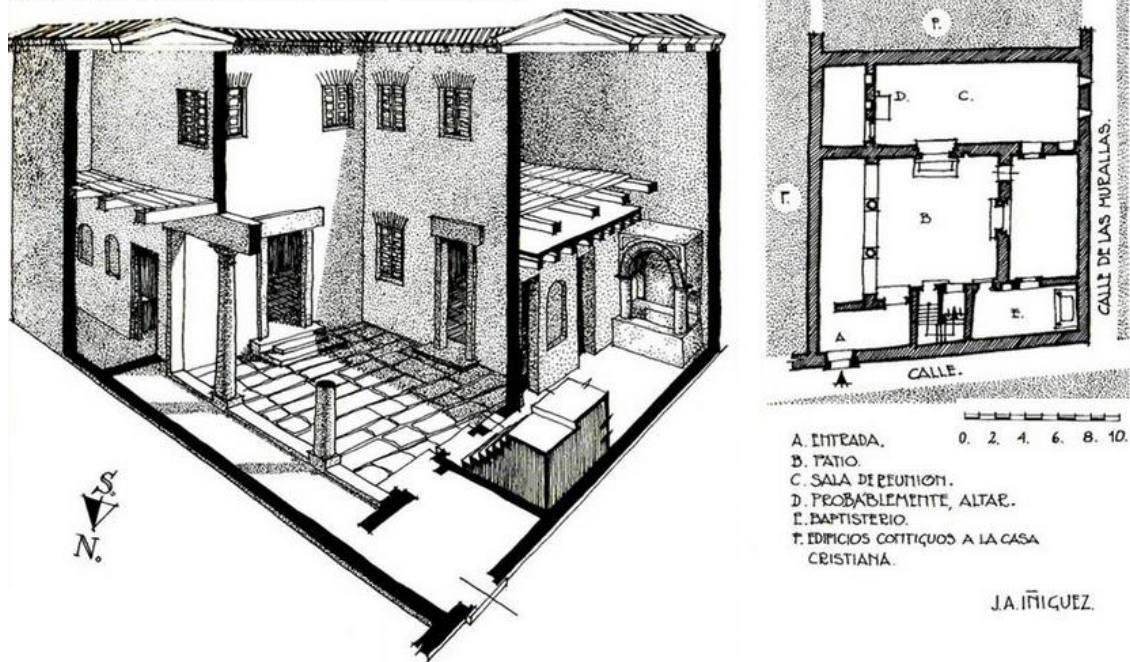 S.
N.
F.
D.
C.
F.
B
E.
A
CALLE DE LAS MURALLAS.
CALLE.
0. 2. 4. 6. 8. 10.
A. ENTRADA.
B. PATIO.
C. SALA DE REUNION.
D. PROBABLEMENTE, ALTAR.
E. BAPTISTERIO.
F. EDIFICIOS CONTIGUOS A LA CASA
CRISTIANA.
J.A. IÑIGUEZ.